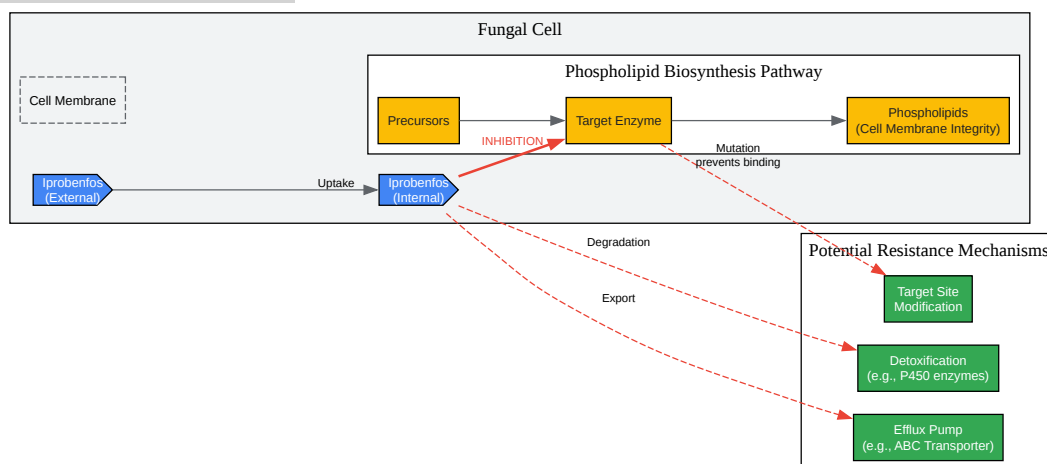 Fungal Cell
Phospholipid Biosynthesis Pathway
Cell Membrane
Precursors
Target Enzyme
Phospholipids
(Cell Membrane Integrity)
INHIBITION
Mutation
prevents binding
Iprobenfos
(External)
Uptake
Iprobenfos
(Internal)
Degradation
Export
Potential Resistance Mechanisms
Target Site
Modification
Detoxification
(e.g., P450 enzymes)
Efflux Pump
(e.g., ABC Transporter)